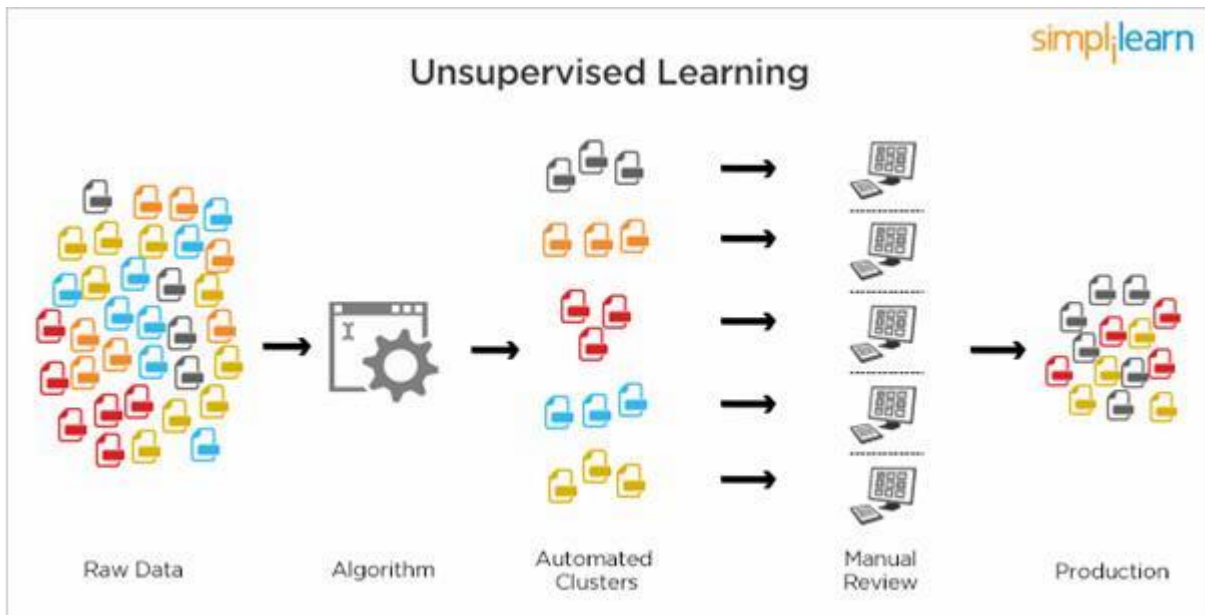 simplilearn
Unsupervised Learning
Raw Data
Algorithm
Automated
Clusters
Manual
Review
Production